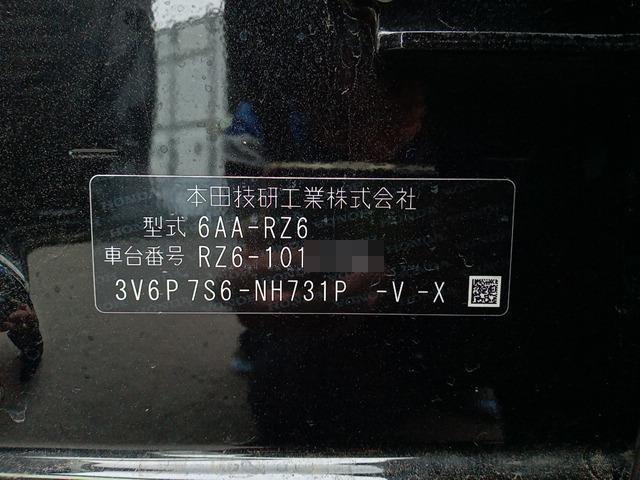 本田技研工業株式会社
型式 6AA-RZ6
車台番号 RZ6-101
3V6P 7S6-NH731P -V -X